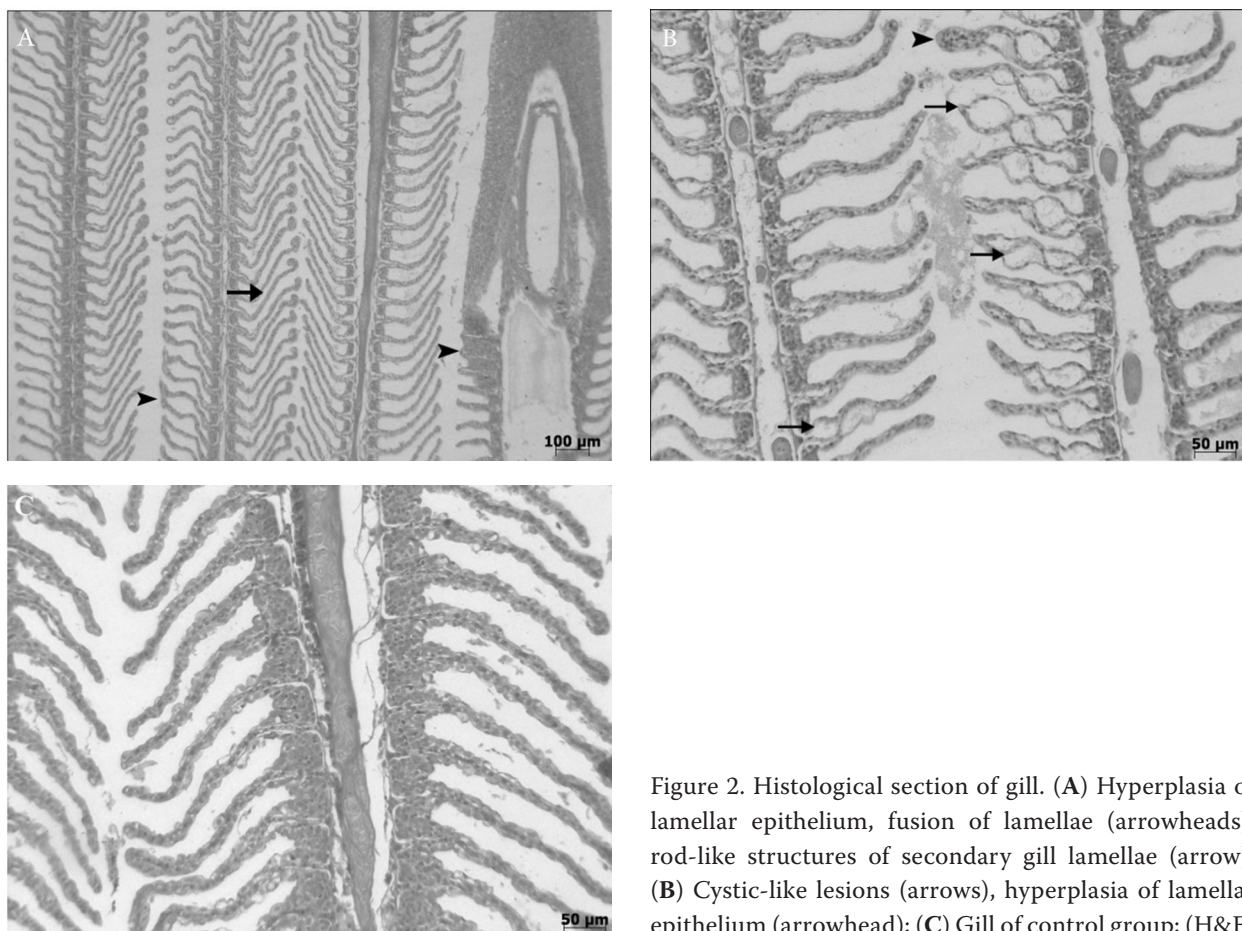 A
100 µm
B
50 µm
C
50 µm
Figure 2. Histological section of gill. (A) Hyperplasia
lamellar epithelium, fusion of lamellae (arrowheads
rod-like structures of secondary gill lamellae (arrow
(B) Cystic-like lesions (arrows), hyperplasia of
epithelium (arrowhead); (C) Gill of control group; (H&E